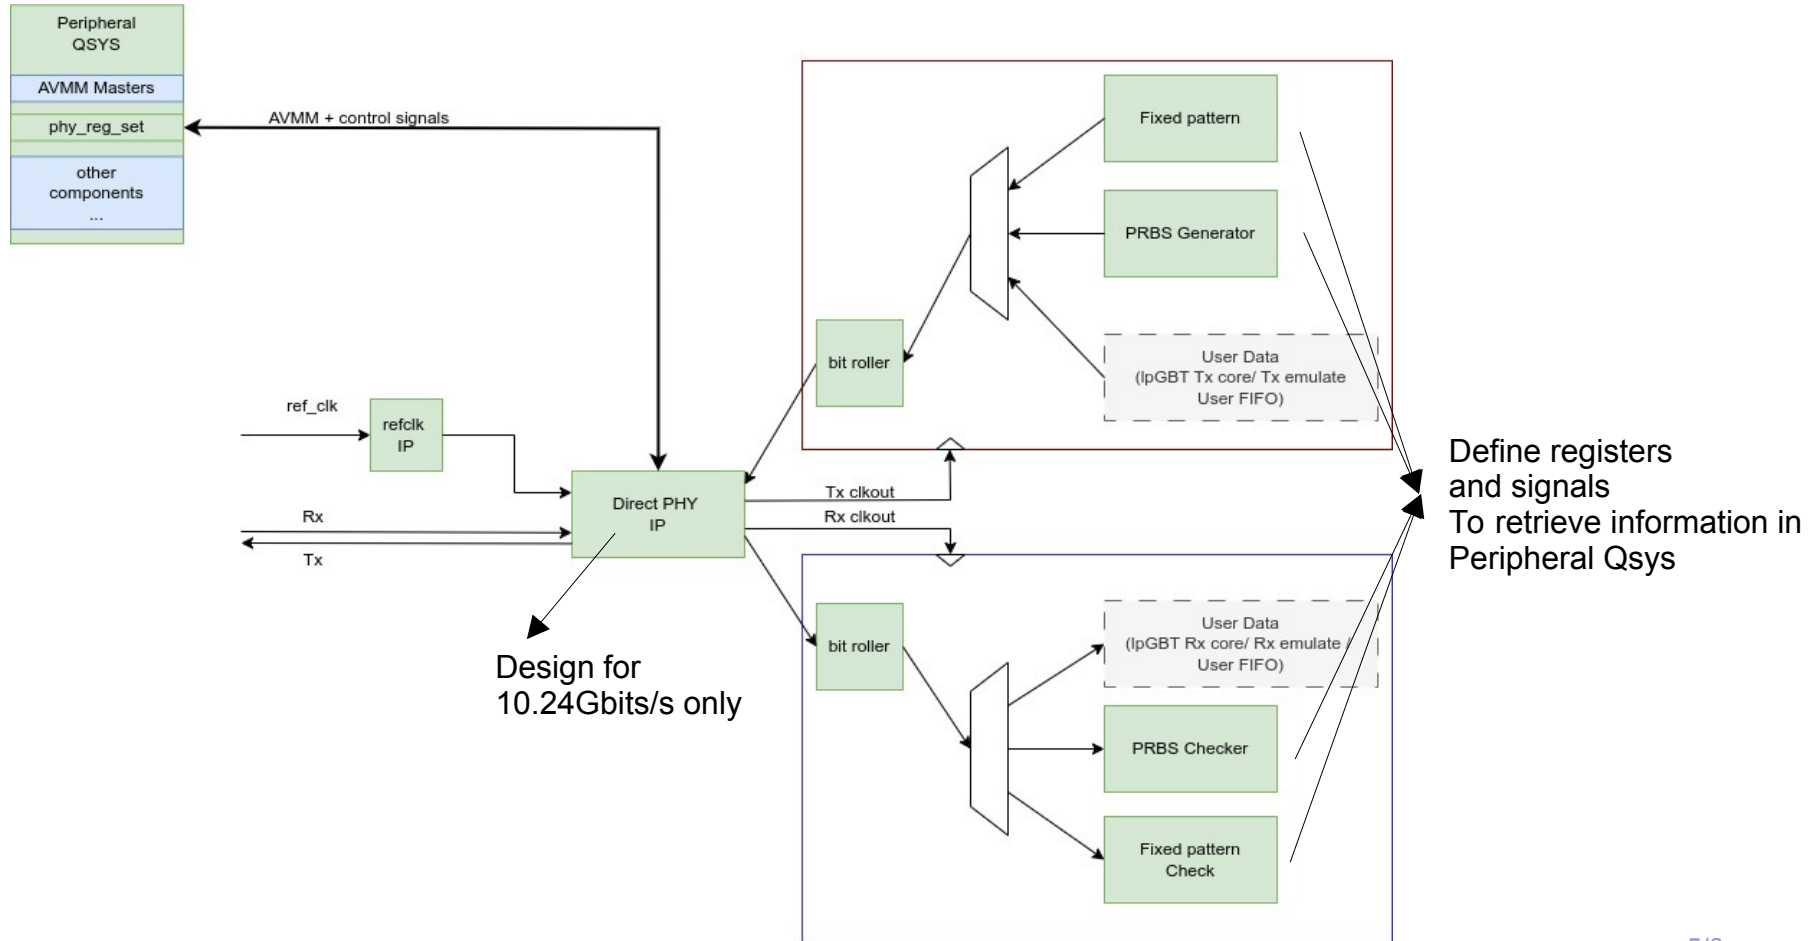 Peripheral
QSYS
AVMM Masters
phy_reg_set
other
components
...
AVMM + control signals
Fixed pattern
PRBS Generator
User Data
(lpGBT Tx core/ Tx emulate
User FIFO)
bit roller
ref_clk
refclk
IP
Direct PHY
IP
Tx clkout
Rx clkout
Rx
Tx
Define registers
and signals
To retrieve information in
Peripheral Qsys
Design for
10.24Gbits/s only
bit roller
User Data
(lpGBT Rx core/ Rx emulate /
User FIFO)
PRBS Checker
Fixed pattern
Check